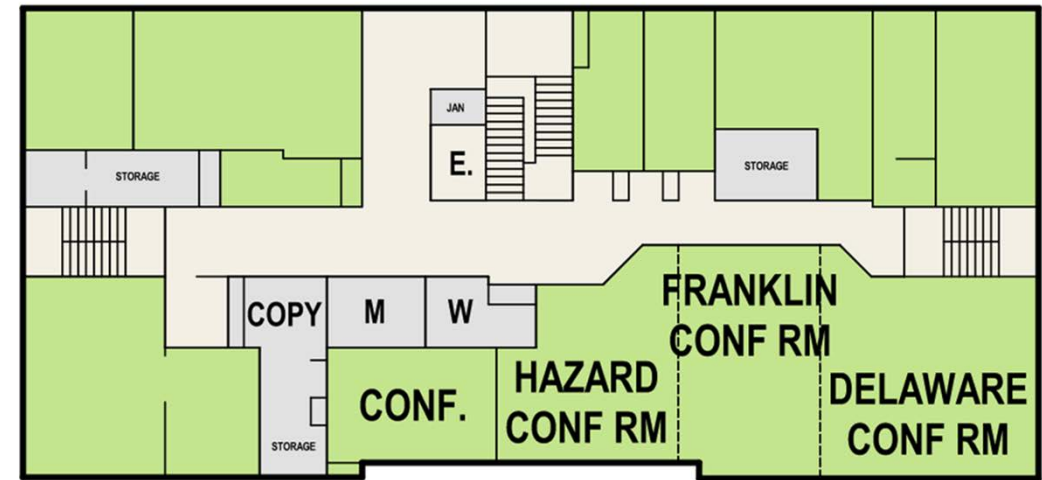 JAN
E.
STORAGE
STORAGE
COPY
M
W
FRANKLIN
CONF RM
HAZARD
CONF RM
CONF.
DELAWARE
CONF RM
STORAGE